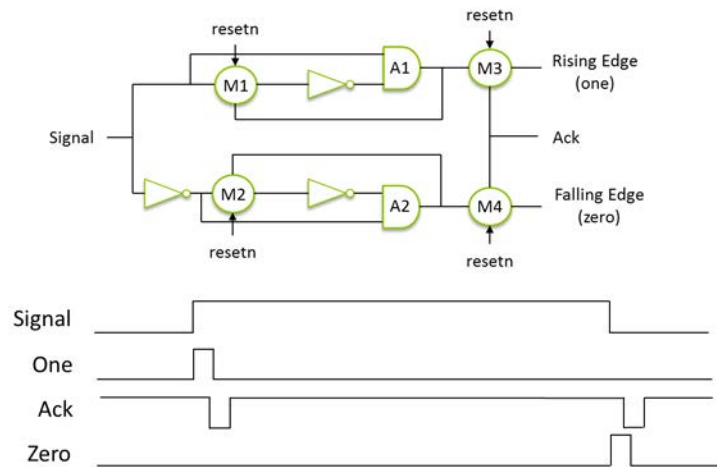 resetn
resetn
A1
M3
Rising Edge
(one)
M1
Signal
Ack
M2
A2
M4
Falling Edge
(zero)
resetn
resetn
Signal
One
Ack
Zero